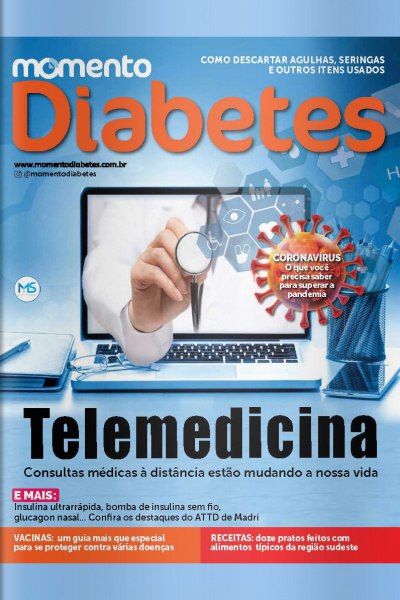 COMO DESCARTAR AGULHAS, SERINGAS
E OUTROS ITENS USADOS
momento
Diabetes
www.momentodiabetes.com.br
@momentodiabetes
CORONAVÍRUS
O que você
precisa saber
para superar a
pandemia
MS
Telemedicina
Consultas médicas à distância estão mudando a nossa vida
E MAIS:
Insulina ultrarrápida, bomba de insulina sem fio,
glucagon nasal... Confira os destaques do ATTD de Madri
VACINAS: um guia mais que especial
para se proteger contra várias doenças
RECEITAS: doze pratos feitos com
alimentos típicos da região sudeste